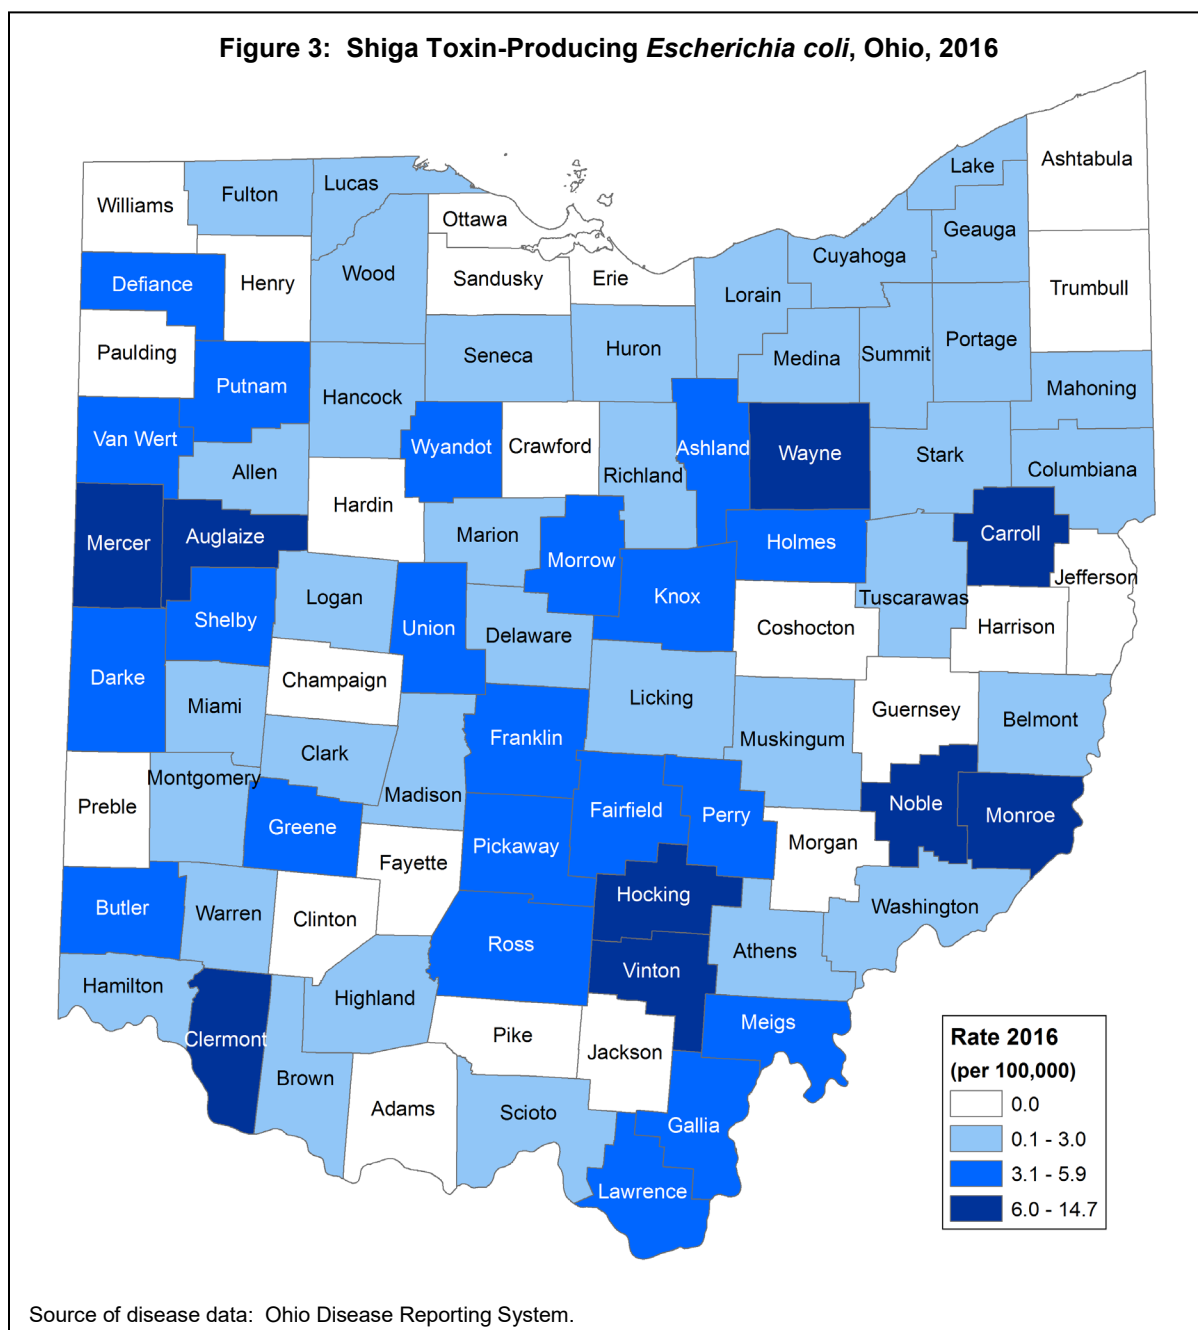 Figure 3: Shiga Toxin-Producing Escherichia coli, Ohio, 2016
Ashtabula
Lake
Lucas
Fulton
Williams
Ottawa
Geauga
Cuyahoga
Wood
Sandusky
Erie
Henry
Defiance
Trumbull
Lorain
Portage
Huron
Paulding
Seneca
Medina
Summit
Putnam
Mahoning
Hancock
Van Wert
Wyandot
Crawford
Ashland
Wayne
Stark
Allen
Richland
Columbiana
Hardin
Marion
Auglaize
Mercer
Holmes
Carroll
Morrow
Jefferson
Logan
Knox
Tuscarawas
Shelby
Union
Delaware
Coshocton
Harrison
Darke
Champaign
Licking
Miami
Guernsey
Belmont
Franklin
Muskingum
Clark
Montgomery
Madison
Preble
Greene
Pickaway
Fairfield
Perry
Noble
Monroe
Morgan
Fayette
Hocking
Butler
Warren
Clinton
Washington
Ross
Athens
Vinton
Hamilton
Highland
Meigs
Clermont
Pike
Jackson
Brown
Adams
Scioto
Gallia
Lawrence
Rate 2016
(per 100,000)
0.0
0.1 - 3.0
3.1 - 5.9
6.0 - 14.7
Source of disease data: Ohio Disease Reporting System.